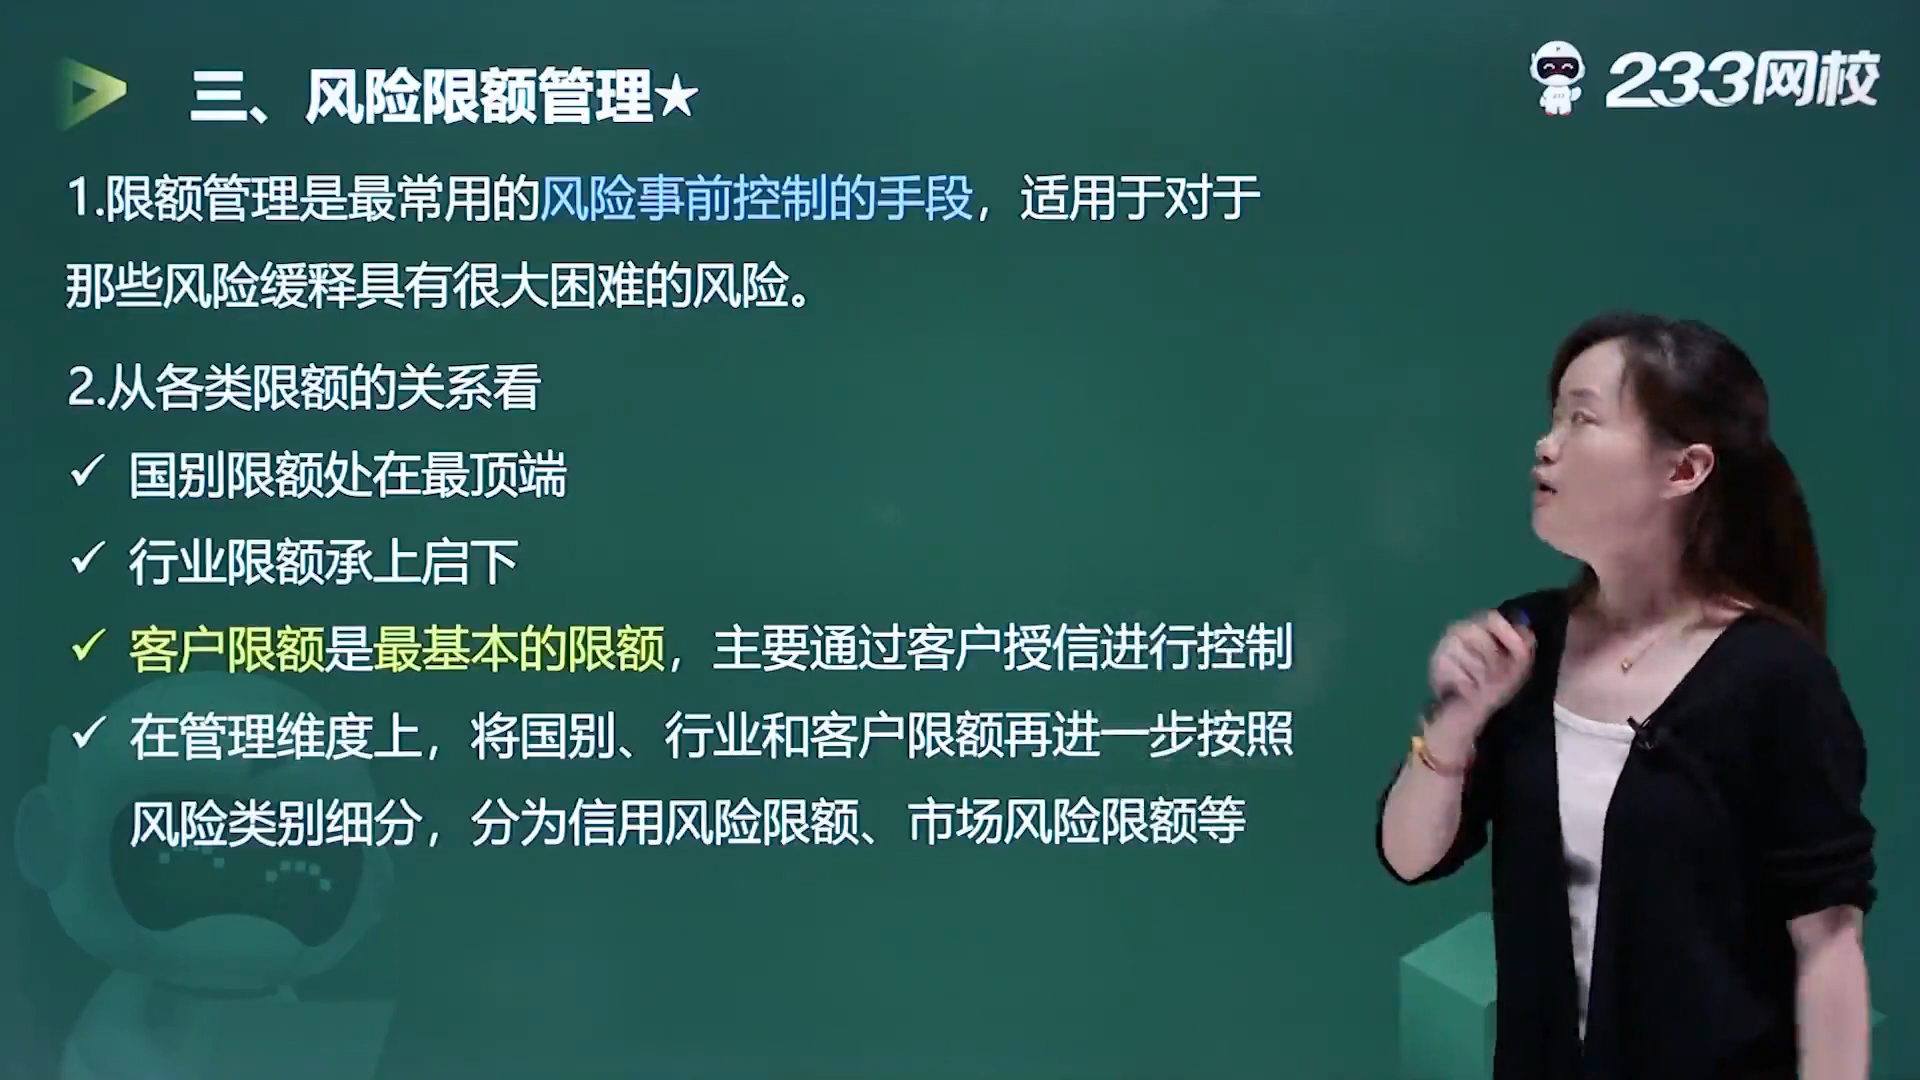 三、风险限额管理★
233网校
1.限额管理是最常用的风险事前控制的手段，适用于对于
那些风险缓释具有很大困难的风险。
2.从各类限额的关系看
✓ 国别限额处在最顶端
✓ 行业限额承上启下
✓ 客户限额是最基本的限额，主要通过客户授信进行控制
✓ 在管理维度上，将国别、行业和客户限额再进一步按照
风险类别细分，分为信用风险限额、市场风险限额等